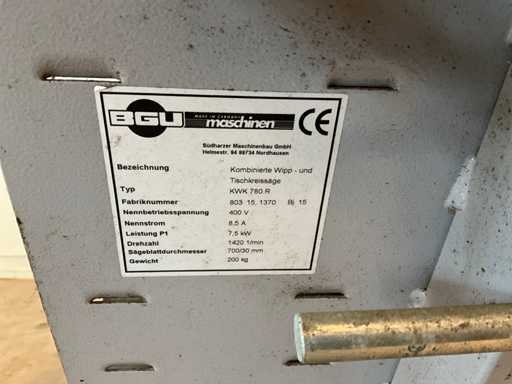 BGU
MADE IN GERMANY
maschinen
CE
Südharzer Maschinenbau GmbH
Helmestr. 94 99734 Nordhausen
Bezeichnung Kombinierte Wipp - und
Tischkreissäge
Typ KWK 780 R
Fabriknummer 803 15, 1370 Bj 15
Nennbetriebsspannung 400 V
Nennstrom 8,5 A
Leistung P1 7,5 kW
Drehzahl 1420 1/min
Sägeblattdurchmesser 700/30 mm
Gewicht 200 kg